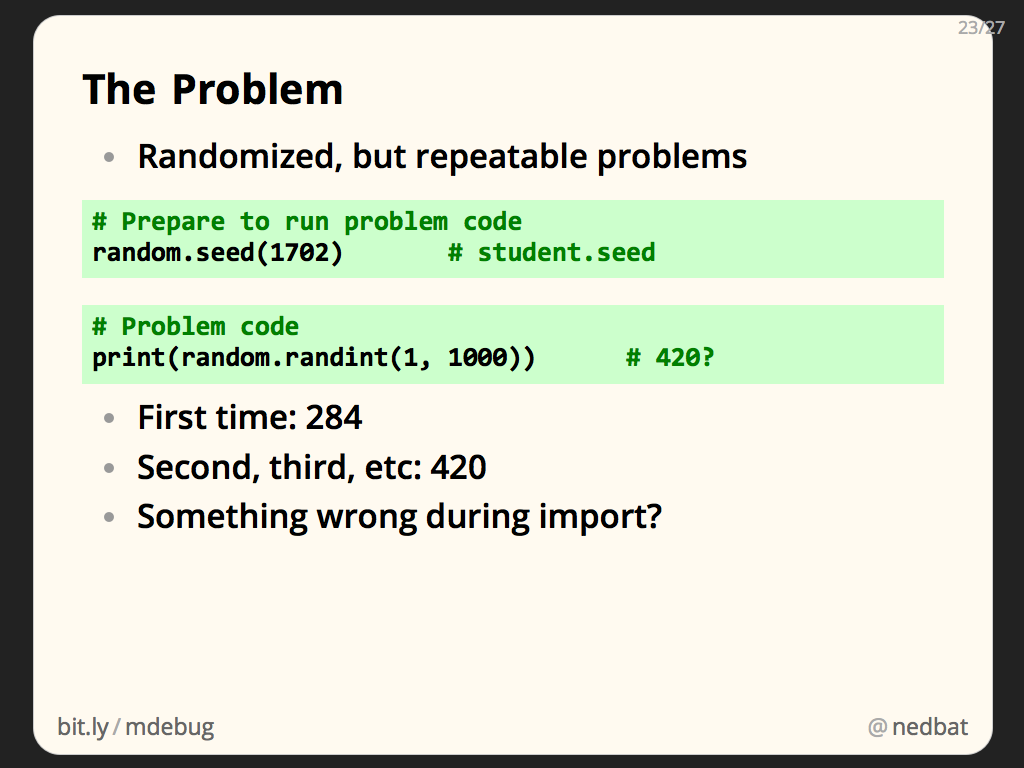 23/27
The Problem
• Randomized, but repeatable problems
# Prepare to run problem code
random.seed(1702)       # student.seed
# Problem code
print(random.randint(1, 1000))      # 420?
• First time: 284
• Second, third, etc: 420
• Something wrong during import?
bit.ly/mdebug
@nedbat